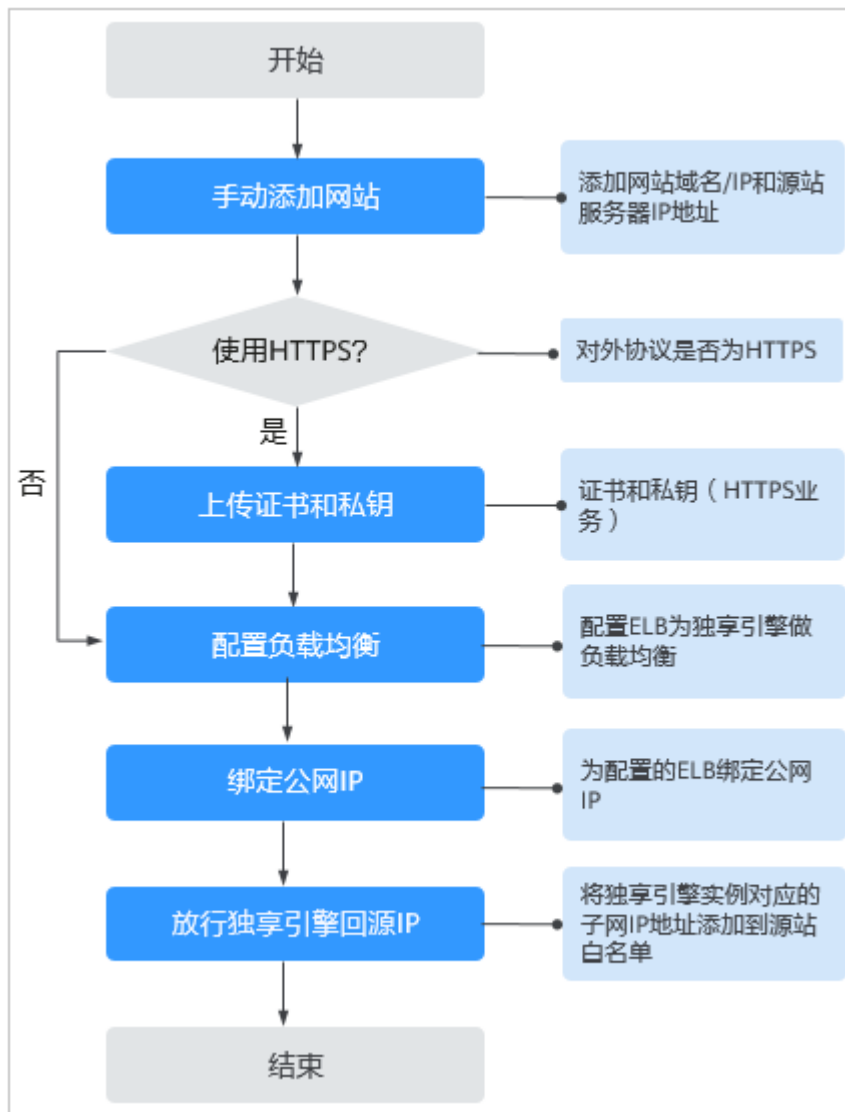 开始
手动添加网站
添加网站域名/IP和源站
服务器IP地址
使用HTTPS?
对外协议是否为HTTPS
是
否
上传证书和私钥
证书和私钥（HTTPS业
务）
配置负载均衡
配置ELB为独享引擎做
负载均衡
绑定公网IP
为配置的ELB绑定公网
IP
放行独享引擎回源IP
将独享引擎实例对应的
子网IP地址添加到源站
白名单
结束